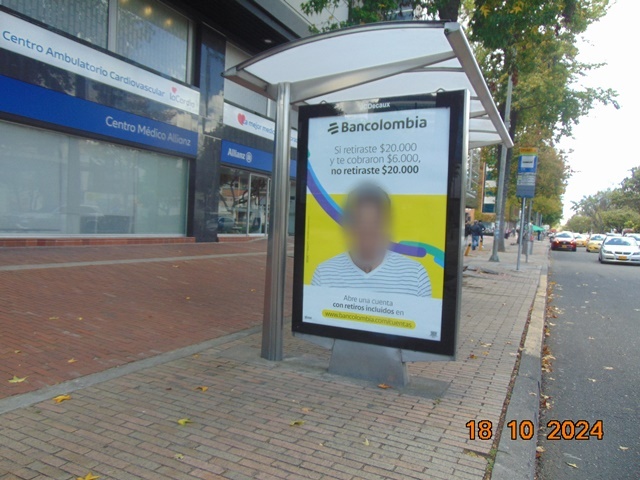 Centro Ambulatorio Cardiovascular
Centro Médico Allianz
Allianz
JCDecaux
Bancolombia
Si retiraste $20.000
y te cobraron $6.000,
no retiraste $20.000
Abre una cuenta
con retiros incluidos en
www.bancolombia.com/cuentas
18 10 2024